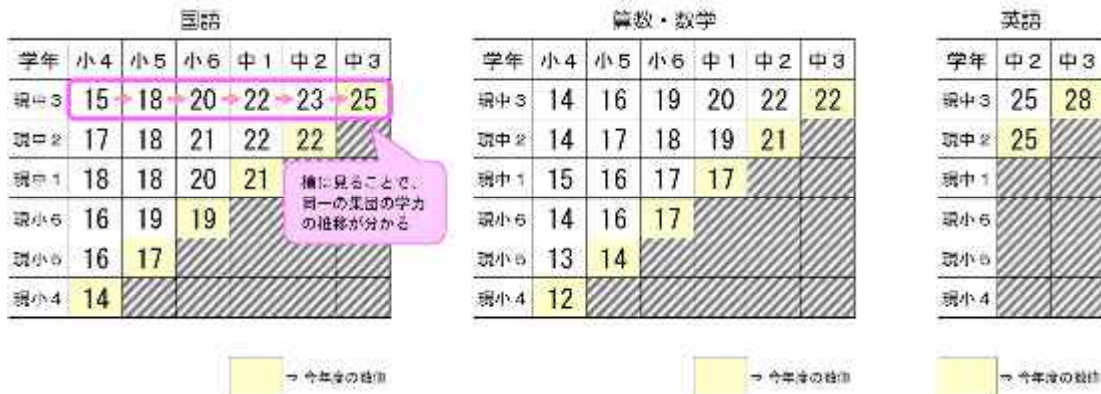 国語
学年 小4 小5 小6 中1 中2 中3
現中3 15 18 20 22 23 25
現中2 17 18 21 22 22
現中1 18 18 20 21
現小6 16 19 19
現小5 16 17
現小4 14
横に見ることで、
同一の集団の学力
の推移が分かる
⇒ 今年度の数値
算数・数学
学年 小4 小5 小6 中1 中2 中3
現中3 14 16 19 20 22 22
現中2 14 17 18 19 21
現中1 15 16 17 17
現小6 14 16 17
現小5 13 14
現小4 12
⇒ 今年度の数値
英語
学年 中2 中3
現中3 25 28
現中2 25
現中1
現小6
現小5
現小4
⇒ 今年度の数値